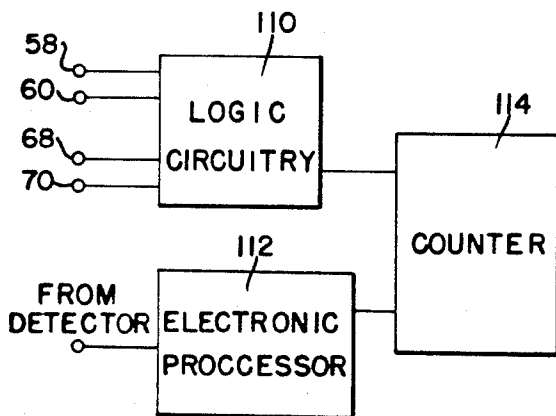 58
60
68
70
110
LOGIC
CIRCUITRY
114
COUNTER
112
FROM
DETECTOR
ELECTRONIC
PROCCESSOR